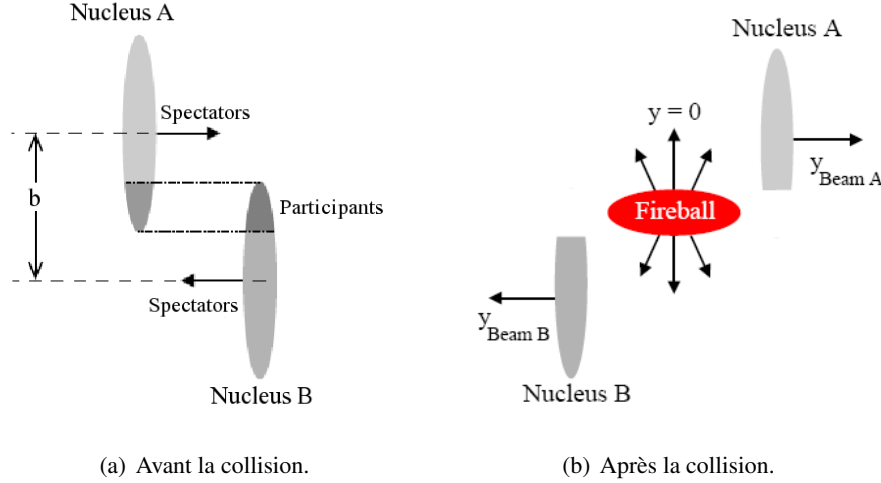 Nucleus A
Spectators
b
Participants
Spectators
Nucleus B
Nucleus A
y = 0
y Beam A
Fireball
y Beam B
Nucleus B
(a) Avant la collision.
(b) Après la collision.